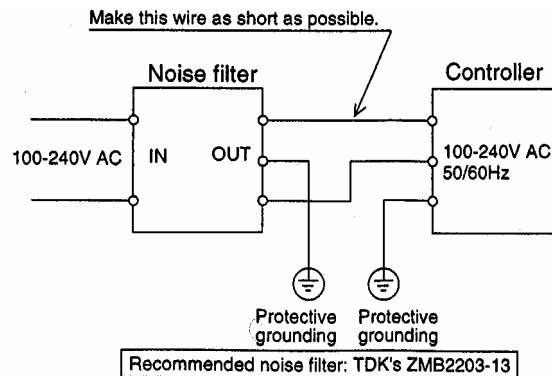 Make this wire as short as possible.
Noise filter
Controller
100-240V AC
IN
OUT
100-240V AC
50/60Hz
Protective
grounding
Protective
grounding
Recommended noise filter: TDK's ZMB2203-13